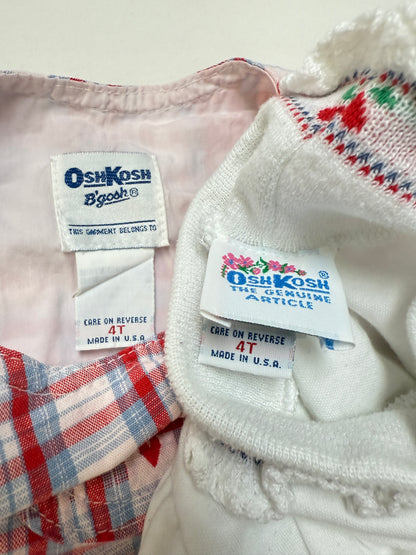 OSHKOSH
B'gosh®
THIS GARMENT BELONGS TO
CARE ON REVERSE
4T
MADE IN U.S.A.
OSHKOSH®
THE GENUINE
ARTICLE
CARE ON REVERSE
4T
MADE IN U.S.A.